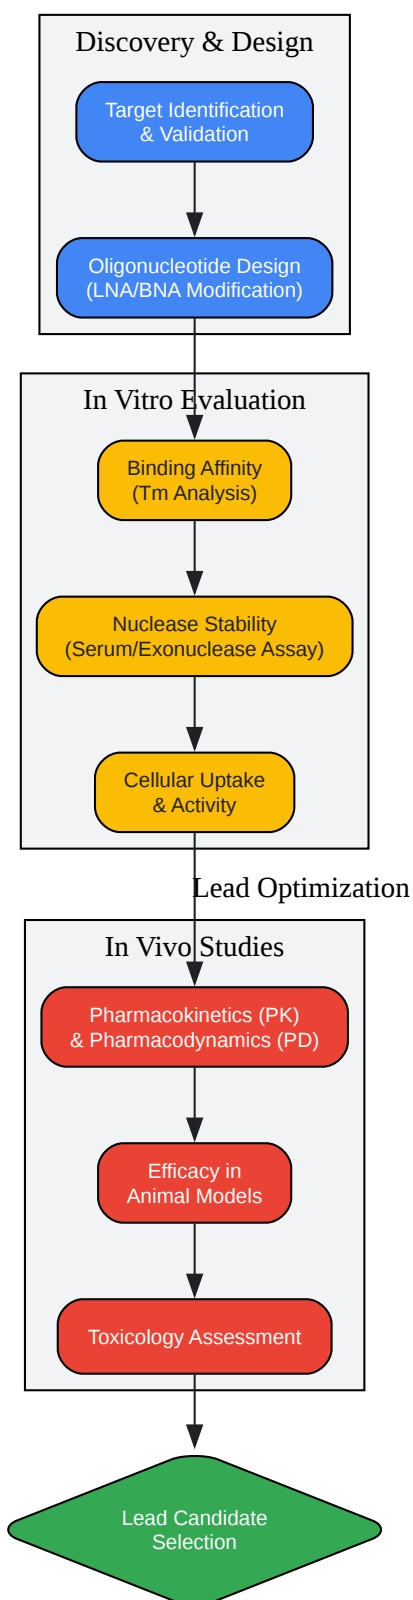 Discovery & Design
Target Identification
& Validation
Oligonucleotide Design
(LNA/BNA Modification)
In Vitro Evaluation
Binding Affinity
(Tm Analysis)
Nuclease Stability
(Serum/Exonuclease Assay)
Cellular Uptake
& Activity
Lead Optimization
In Vivo Studies
Pharmacokinetics (PK)
& Pharmacodynamics (PD)
Efficacy in
Animal Models
Toxicology Assessment
Lead Candidate
Selection